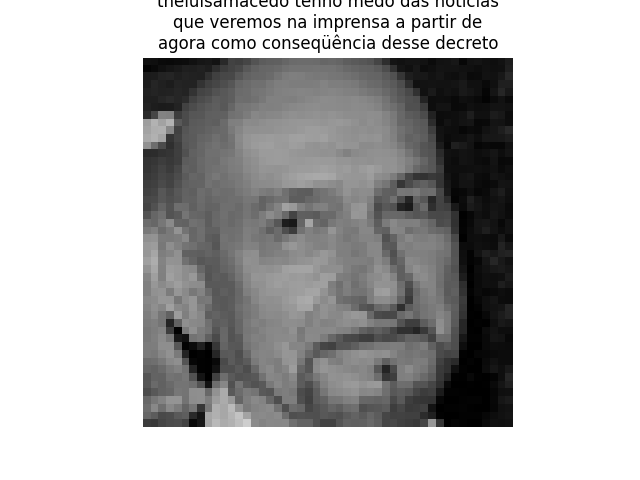 theluisamacedo tenho medo das notícias
que veremos na imprensa a partir de
agora como conseqüência desse decreto